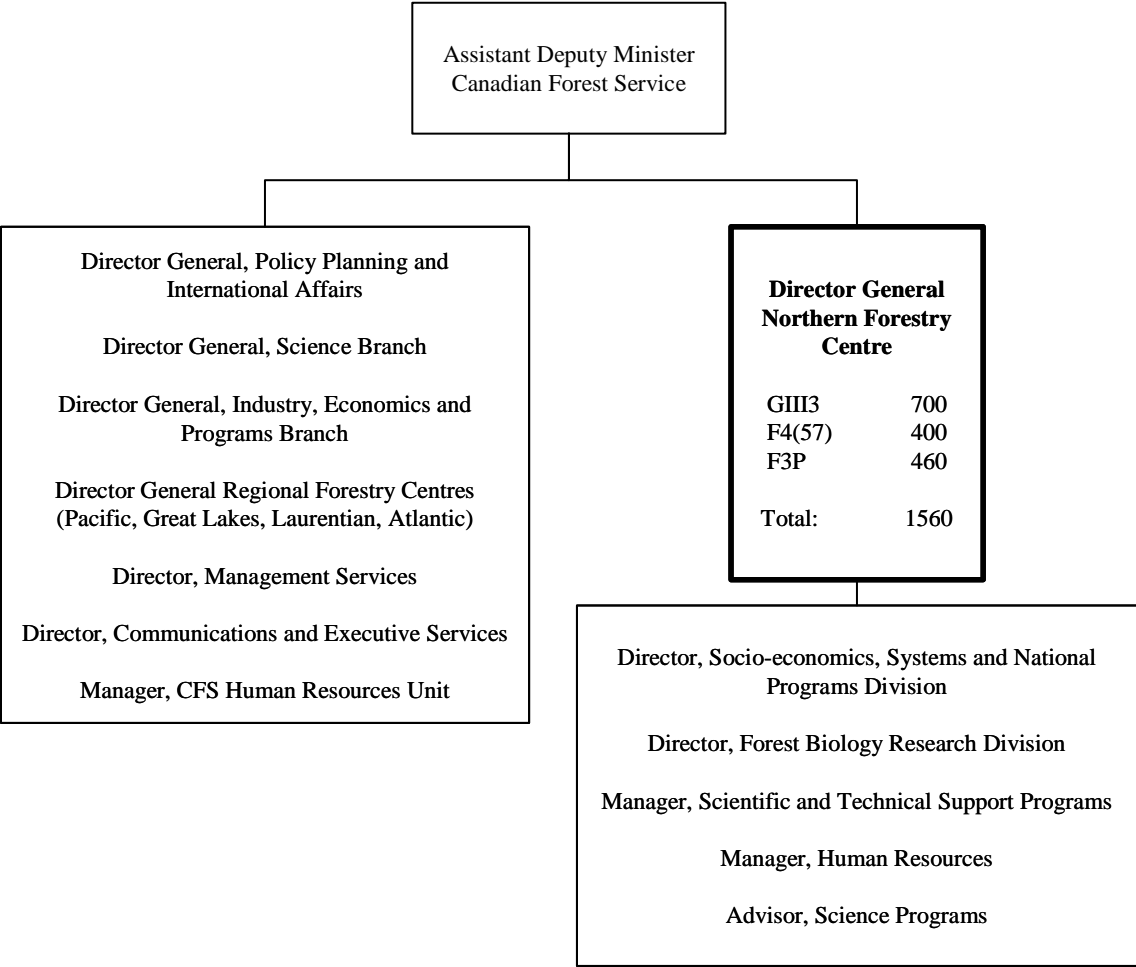 Assistant Deputy Minister
Canadian Forest Service
Director General, Policy Planning and
International Affairs
Director General, Science Branch
Director General, Industry, Economics and
Programs Branch
Director General Regional Forestry Centres
(Pacific, Great Lakes, Laurentian, Atlantic)
Director, Management Services
Director, Communications and Executive Services
Manager, CFS Human Resources Unit
Director General
Northern Forestry
Centre
GIII3 700
F4(57) 400
F3P 460
Total: 1560
Director, Socio-economics, Systems and National
Programs Division
Director, Forest Biology Research Division
Manager, Scientific and Technical Support Programs
Manager, Human Resources
Advisor, Science Programs